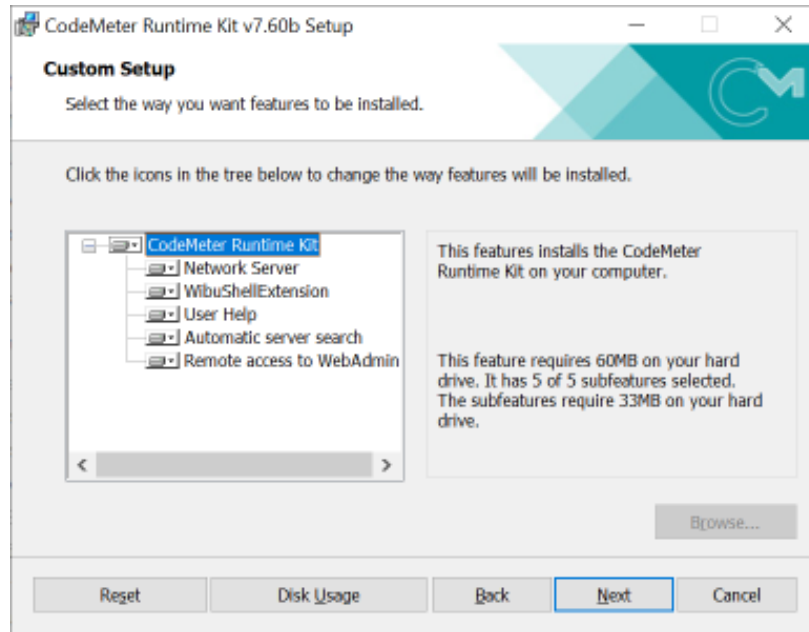 CodeMeter Runtime Kit v7.60b Setup
Custom Setup
Select the way you want features to be installed.
CM
Click the icons in the tree below to change the way features will be installed.
CodeMeter Runtime Kit
Network Server
WibuShellExtension
User Help
Automatic server search
Remote access to WebAdmin
This features installs the CodeMeter
Runtime Kit on your computer.
This feature requires 60MB on your hard
drive. It has 5 of 5 subfeatures selected.
The subfeatures require 33MB on your hard
drive.
Browse...
Reset
Disk Usage
Back
Next
Cancel